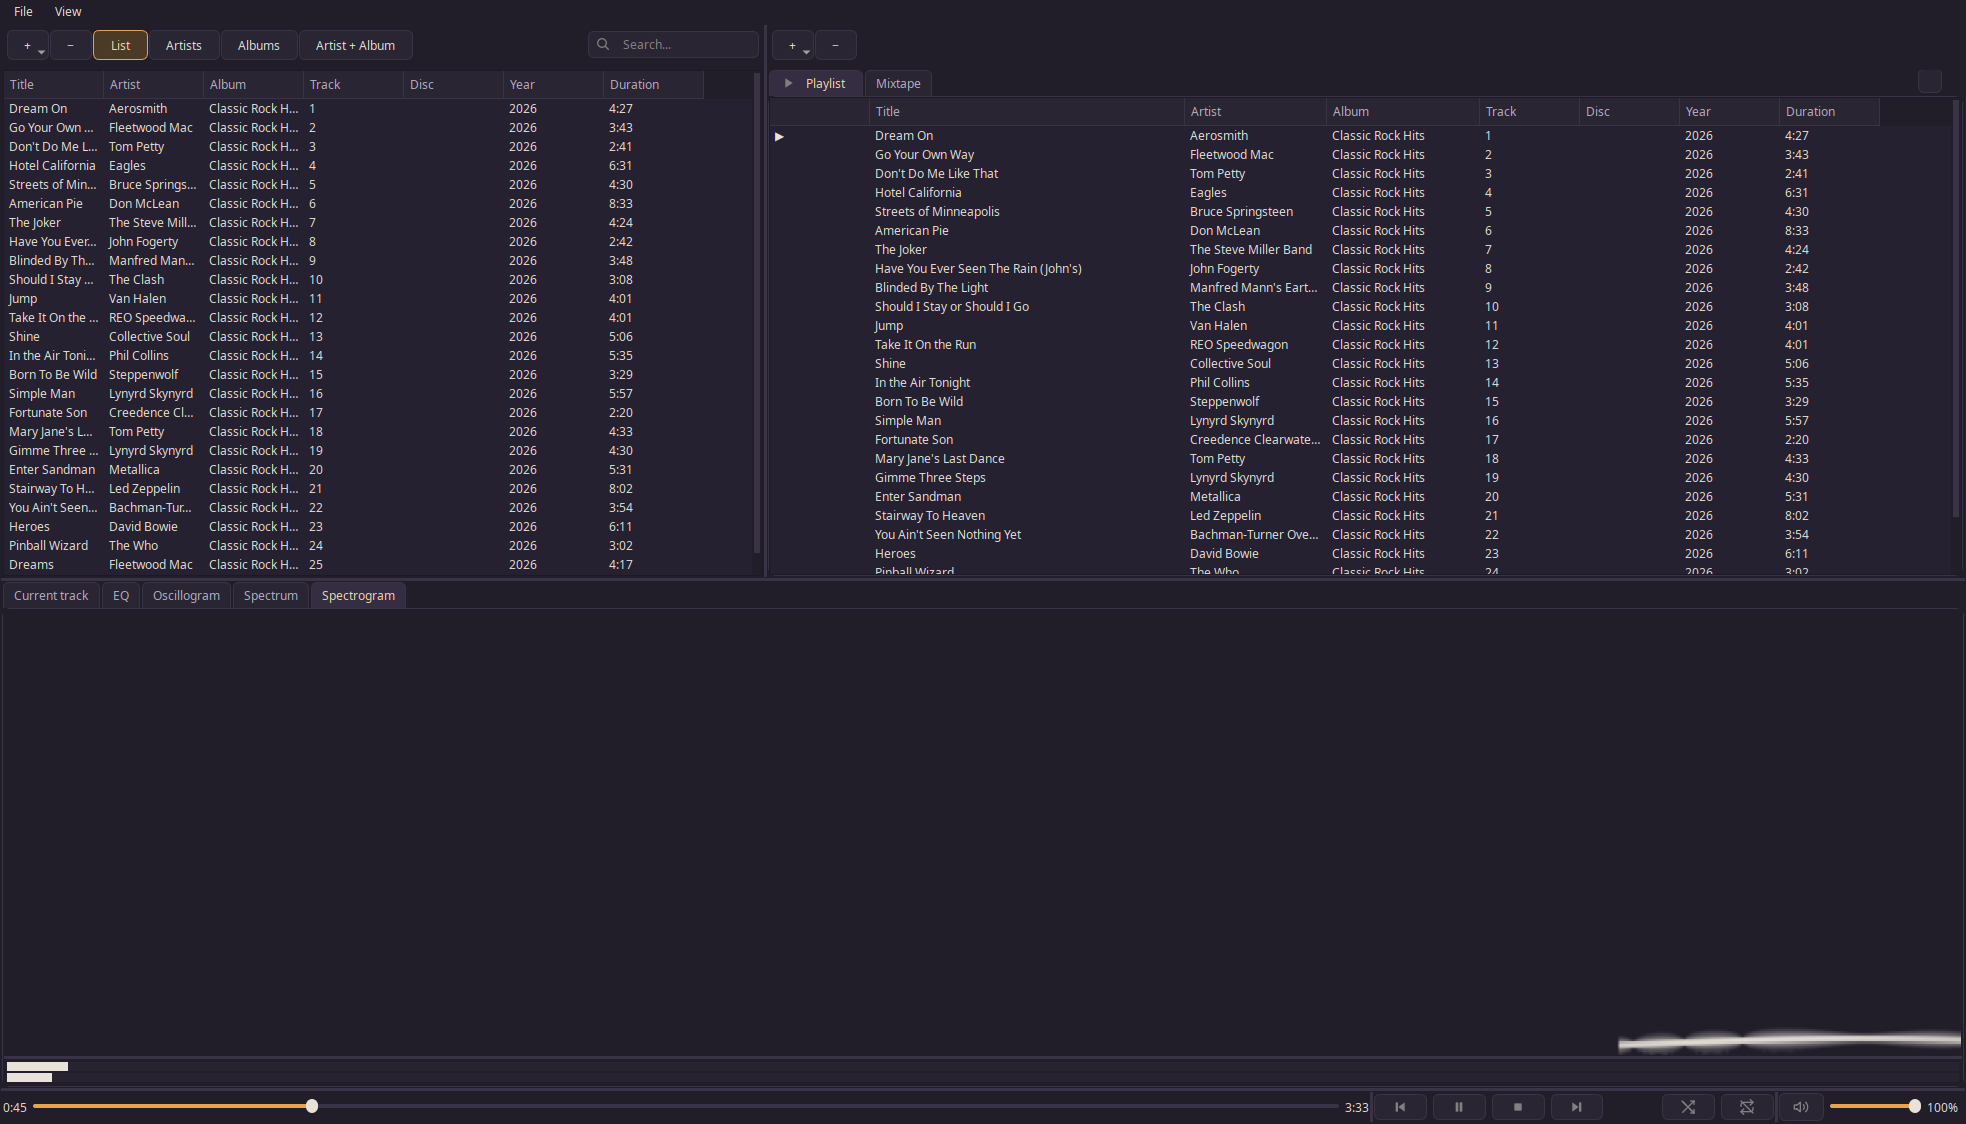 File View
+ − List Artists Albums Artist + Album Search...
Title Artist Album Track Disc Year Duration
Dream On Aerosmith Classic Rock H... 1 2026 4:27
Go Your Own ... Fleetwood Mac Classic Rock H... 2 2026 3:43
Don't Do Me L... Tom Petty Classic Rock H... 3 2026 2:41
Hotel California Eagles Classic Rock H... 4 2026 6:31
Streets of Min... Bruce Springs... Classic Rock H... 5 2026 4:30
American Pie Don McLean Classic Rock H... 6 2026 8:33
The Joker The Steve Mill... Classic Rock H... 7 2026 4:24
Have You Ever... John Fogerty Classic Rock H... 8 2026 2:42
Blinded By Th... Manfred Man... Classic Rock H... 9 2026 3:48
Should I Stay ... The Clash Classic Rock H... 10 2026 3:08
Jump Van Halen Classic Rock H... 11 2026 4:01
Take It On the ... REO Speedwa... Classic Rock H... 12 2026 4:01
Shine Collective Soul Classic Rock H... 13 2026 5:06
In the Air Toni... Phil Collins Classic Rock H... 14 2026 5:35
Born To Be Wild Steppenwolf Classic Rock H... 15 2026 3:29
Simple Man Lynyrd Skynyrd Classic Rock H... 16 2026 5:57
Fortunate Son Creedence Cl... Classic Rock H... 17 2026 2:20
Mary Jane's L... Tom Petty Classic Rock H... 18 2026 4:33
Gimme Three ... Lynyrd Skynyrd Classic Rock H... 19 2026 4:30
Enter Sandman Metallica Classic Rock H... 20 2026 5:31
Stairway To H... Led Zeppelin Classic Rock H... 21 2026 8:02
You Ain't Seen... Bachman-Tur... Classic Rock H... 22 2026 3:54
Heroes David Bowie Classic Rock H... 23 2026 6:11
Pinball Wizard The Who Classic Rock H... 24 2026 3:02
Dreams Fleetwood Mac Classic Rock H... 25 2026 4:17
+ −
Playlist Mixtape
Title Artist Album Track Disc Year Duration
Dream On Aerosmith Classic Rock Hits 1 2026 4:27
Go Your Own Way Fleetwood Mac Classic Rock Hits 2 2026 3:43
Don't Do Me Like That Tom Petty Classic Rock Hits 3 2026 2:41
Hotel California Eagles Classic Rock Hits 4 2026 6:31
Streets of Minneapolis Bruce Springsteen Classic Rock Hits 5 2026 4:30
American Pie Don McLean Classic Rock Hits 6 2026 8:33
The Joker The Steve Miller Band Classic Rock Hits 7 2026 4:24
Have You Ever Seen The Rain (John's) John Fogerty Classic Rock Hits 8 2026 2:42
Blinded By The Light Manfred Mann's Eart... Classic Rock Hits 9 2026 3:48
Should I Stay or Should I Go The Clash Classic Rock Hits 10 2026 3:08
Jump Van Halen Classic Rock Hits 11 2026 4:01
Take It On the Run REO Speedwagon Classic Rock Hits 12 2026 4:01
Shine Collective Soul Classic Rock Hits 13 2026 5:06
In the Air Tonight Phil Collins Classic Rock Hits 14 2026 5:35
Born To Be Wild Steppenwolf Classic Rock Hits 15 2026 3:29
Simple Man Lynyrd Skynyrd Classic Rock Hits 16 2026 5:57
Fortunate Son Creedence Clearwate... Classic Rock Hits 17 2026 2:20
Mary Jane's Last Dance Tom Petty Classic Rock Hits 18 2026 4:33
Gimme Three Steps Lynyrd Skynyrd Classic Rock Hits 19 2026 4:30
Enter Sandman Metallica Classic Rock Hits 20 2026 5:31
Stairway To Heaven Led Zeppelin Classic Rock Hits 21 2026 8:02
You Ain't Seen Nothing Yet Bachman-Turner Ove... Classic Rock Hits 22 2026 3:54
Heroes David Bowie Classic Rock Hits 23 2026 6:11
Pinball Wizard The Who Classic Rock Hits 24 2026 3:02
Current track EQ Oscillogram Spectrum Spectrogram
0:45 3:33 100%